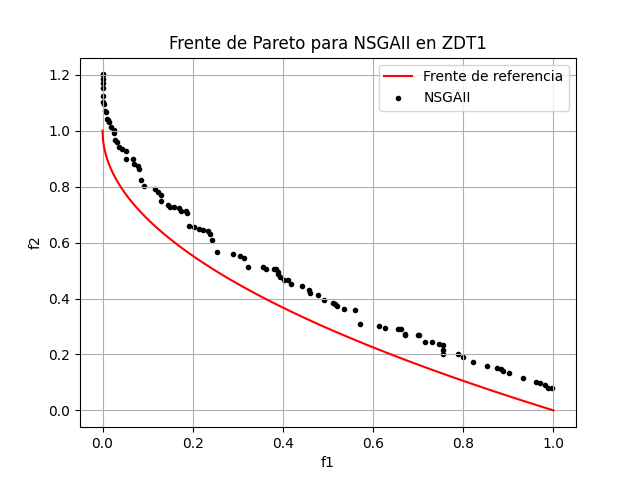 Frente de Pareto para NSGAII en ZDT1
Frente de referencia
NSGAII
1.2
1.0
0.8
0.6
0.4
0.2
0.0
f2
0.0 0.2 0.4 0.6 0.8 1.0
f1